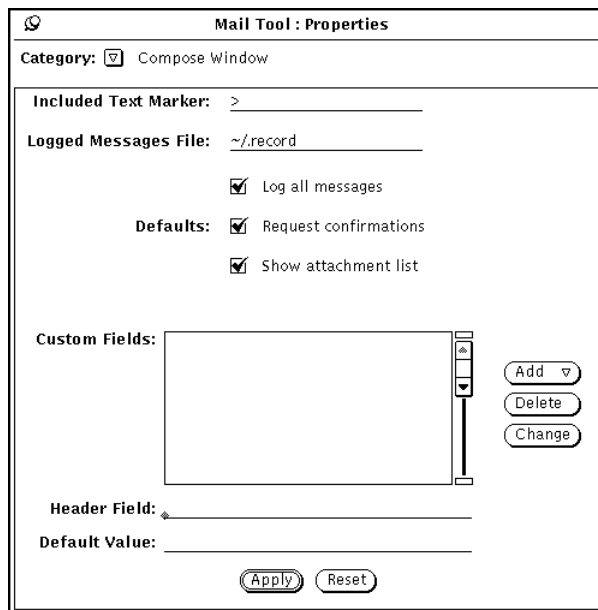 Mail Tool : Properties
Category: Compose Window
Included Text Marker: >
Logged Messages File: ~/.record
Log all messages
Defaults: Request confirmations
Show attachment list
Custom Fields:
Add
Delete
Change
Header Field:
Default Value:
Apply Reset